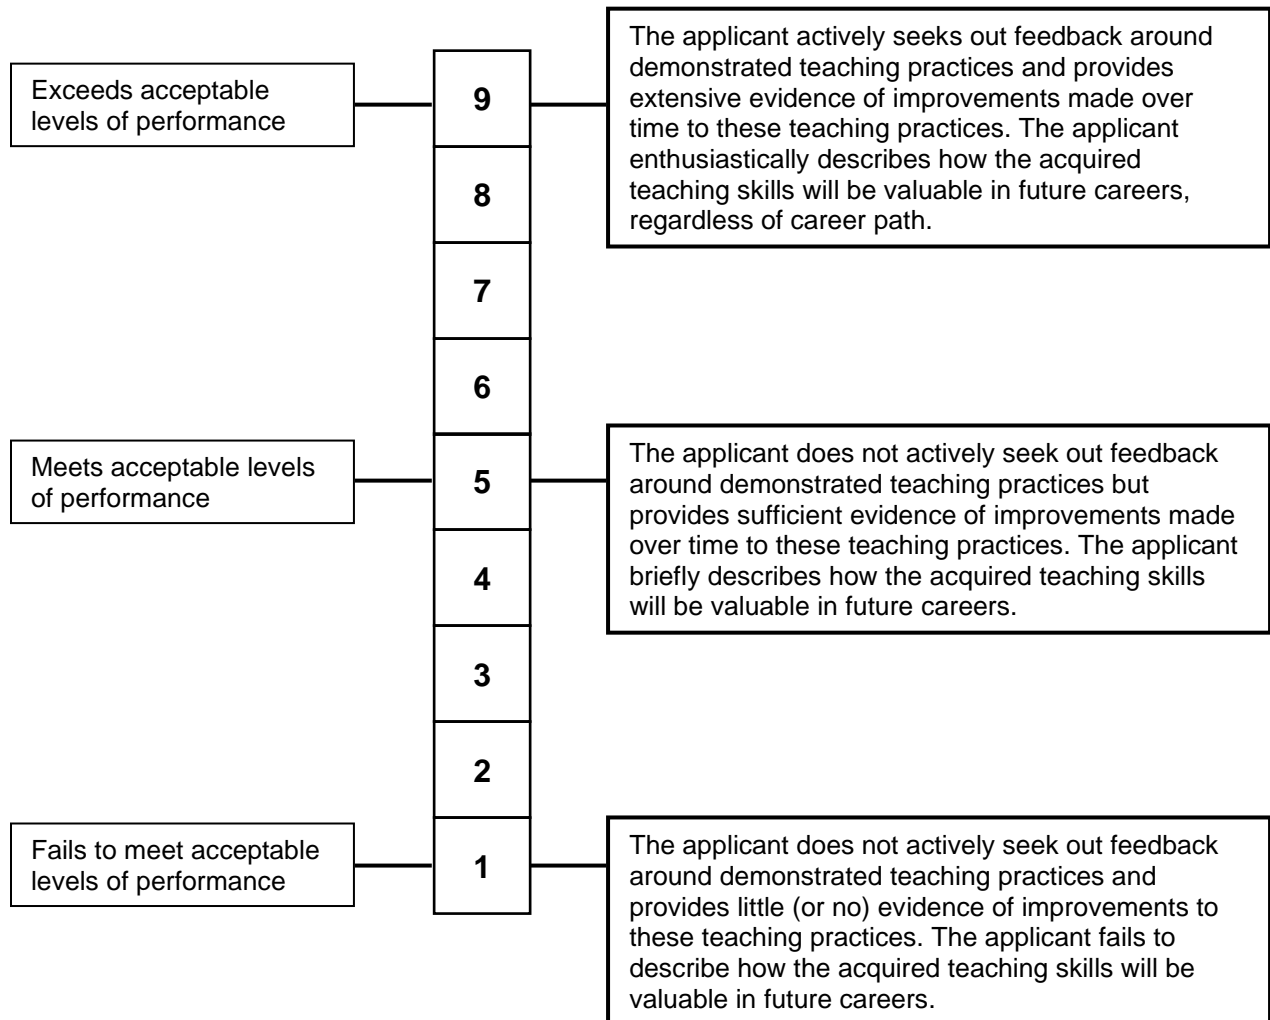 Exceeds acceptable
levels of performance
9
The applicant actively seeks out feedback around
demonstrated teaching practices and provides
extensive evidence of improvements made over
time to these teaching practices. The applicant
enthusiastically describes how the acquired
teaching skills will be valuable in future careers,
regardless of career path.
8
7
6
Meets acceptable levels
of performance
5
The applicant does not actively seek out feedback
around demonstrated teaching practices but
provides sufficient evidence of improvements made
over time to these teaching practices. The applicant
briefly describes how the acquired teaching skills
will be valuable in future careers.
4
3
2
Fails to meet acceptable
levels of performance
1
The applicant does not actively seek out feedback
around demonstrated teaching practices and
provides little (or no) evidence of improvements to
these teaching practices. The applicant fails to
describe how the acquired teaching skills will be
valuable in future careers.